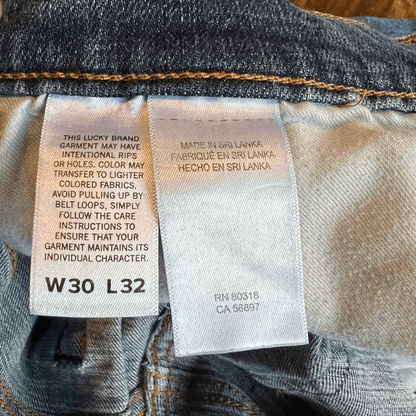 THIS LUCKY BRAND
GARMENT MAY HAVE
INTENTIONAL RIPS
OR HOLES. COLOR MAY
TRANSFER TO LIGHTER
COLORED FABRICS.
AVOID PULLING UP BY
BELT LOOPS, SIMPLY
FOLLOW THE CARE
INSTRUCTIONS TO
ENSURE THAT YOUR
GARMENT MAINTAINS ITS
INDIVIDUAL CHARACTER.
W30 L32
MADE IN SRI LANKA
FABRIQUÉ EN SRI LANKA
HECHO EN SRI LANKA
RN 80318
CA 56897